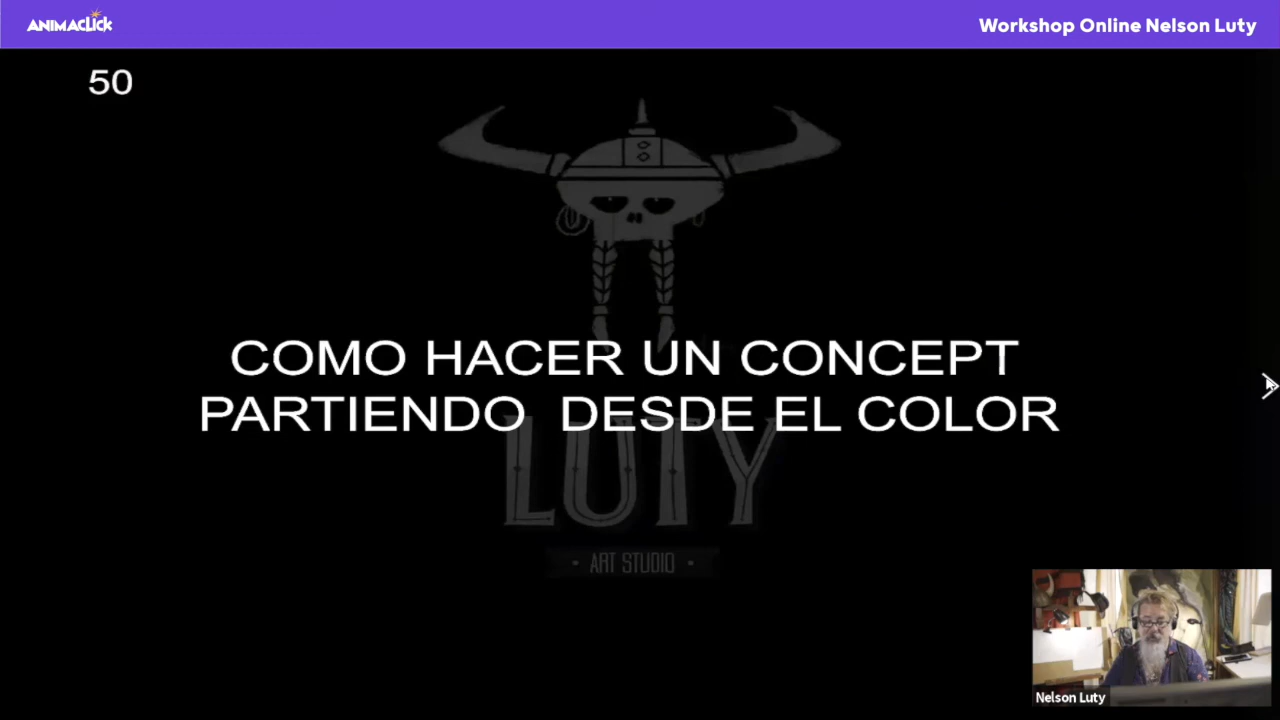 ANIMACLICK
Workshop Online Nelson Luty
50
COMO HACER UN CONCEPT
PARTIENDO DESDE EL COLOR
LUTY
• ART STUDIO •
Nelson Luty